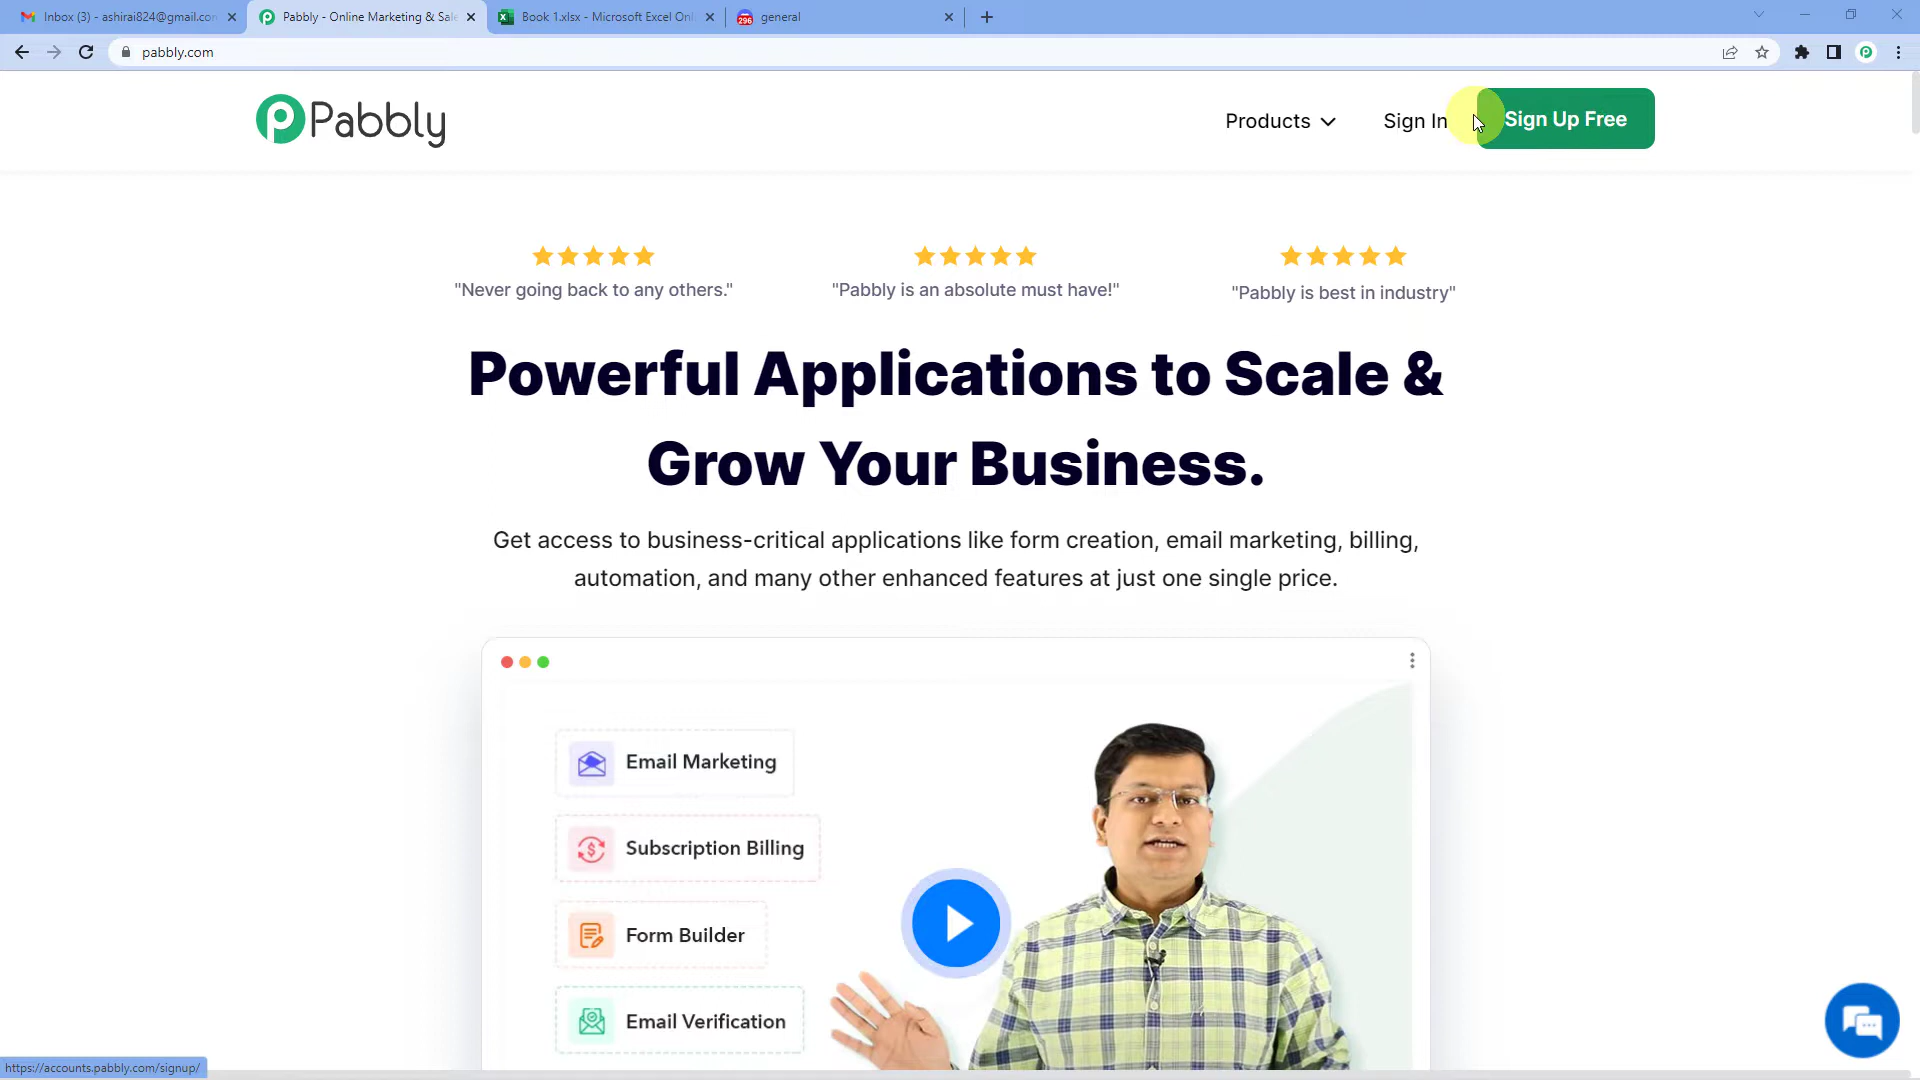 Inbox (3) - ashirai824@gmail.con
Pabbly - Online Marketing & Sale
Book 1.xlsx - Microsoft Excel Onl
296
general
pabbly.com
Pabbly
Products
Sign In
Sign Up Free
"Never going back to any others."
"Pabbly is an absolute must have!"
"Pabbly is best in industry"
Powerful Applications to Scale &
Grow Your Business.
Get access to business-critical applications like form creation, email marketing, billing,
automation, and many other enhanced features at just one single price.
Email Marketing
Subscription Billing
Form Builder
Email Verification
https://accounts.pabbly.com/signup/